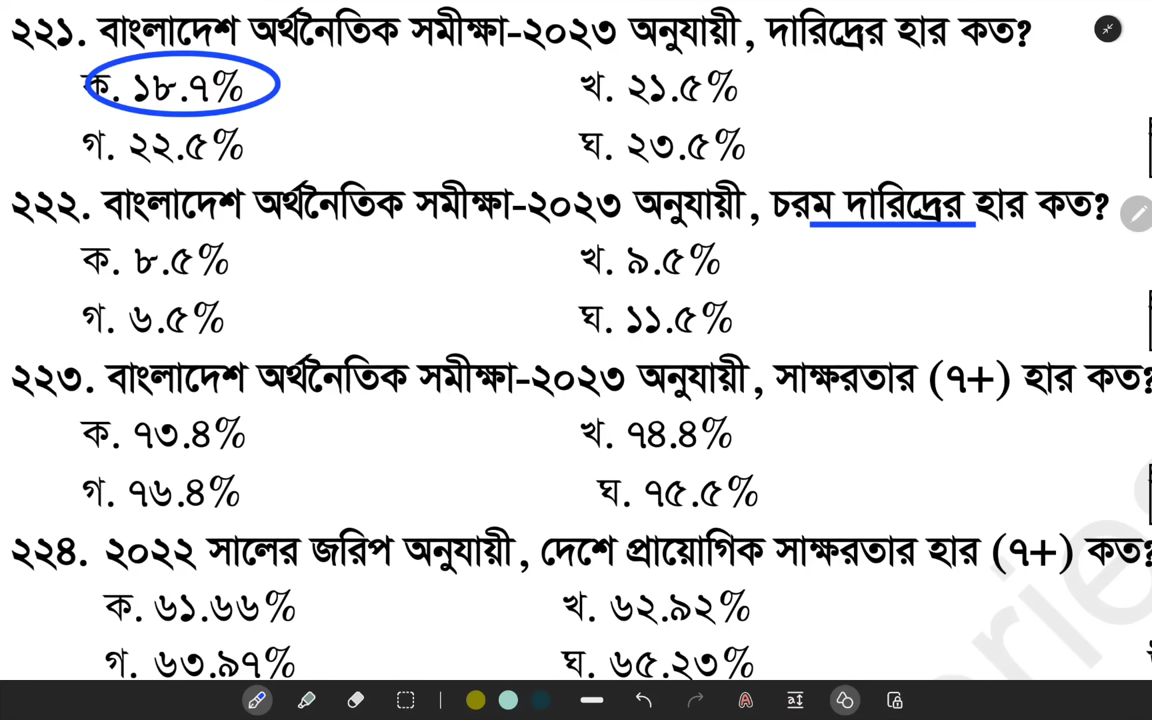 ২২১. বাংলাদেশ অর্থনৈতিক সমীক্ষা-২০২৩ অনুযায়ী, দারিদ্রের হার কত?
ক. ১৮.৭% খ. ২১.৫%
গ. ২২.৫% ঘ. ২৩.৫%
২২২. বাংলাদেশ অর্থনৈতিক সমীক্ষা-২০২৩ অনুযায়ী, চরম দারিদ্রের হার কত?
ক. ৮.৫% খ. ৯.৫%
গ. ৬.৫% ঘ. ১১.৫%
২২৩. বাংলাদেশ অর্থনৈতিক সমীক্ষা-২০২৩ অনুযায়ী, সাক্ষরতার (৭+) হার কত?
ক. ৭৩.৪% খ. ৭৪.৪%
গ. ৭৬.৪% ঘ. ৭৫.৫%
২২৪. ২০২২ সালের জরিপ অনুযায়ী, দেশে প্রায়োগিক সাক্ষরতার হার (৭+) কত?
ক. ৬১.৬৬% খ. ৬২.৯২%
গ. ৬৩.৯৭% ঘ. ৬৫.২৩%